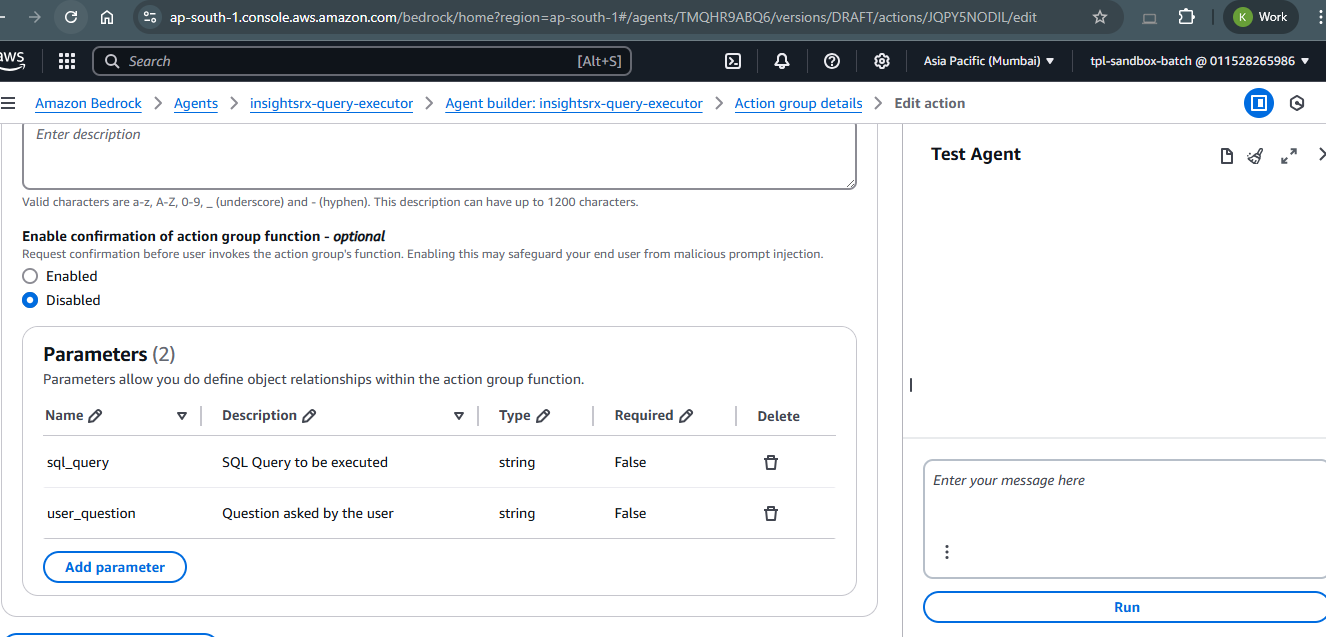 ap-south-1.console.aws.amazon.com/bedrock/home?region=ap-south-1#/agents/TMQHR9ABQ6/versions/DRAFT/actions/JQPY5NODIL/edit
K Work
aws Search [Alt+S] Asia Pacific (Mumbai) tpl-sandbox-batch @ 011528265986
Amazon Bedrock > Agents > insightsrx-query-executor > Agent builder: insightsrx-query-executor > Action group details > Edit action
Enter description
Valid characters are a-z, A-Z, 0-9, _ (underscore) and - (hyphen). This description can have up to 1200 characters.
Enable confirmation of action group function - optional
Request confirmation before user invokes the action group's function. Enabling this may safeguard your end user from malicious prompt injection.
Enabled
Disabled
Parameters (2)
Parameters allow you do define object relationships within the action group function.
Name Description Type Required Delete
sql_query SQL Query to be executed string False
user_question Question asked by the user string False
Add parameter
Test Agent
Enter your message here
Run